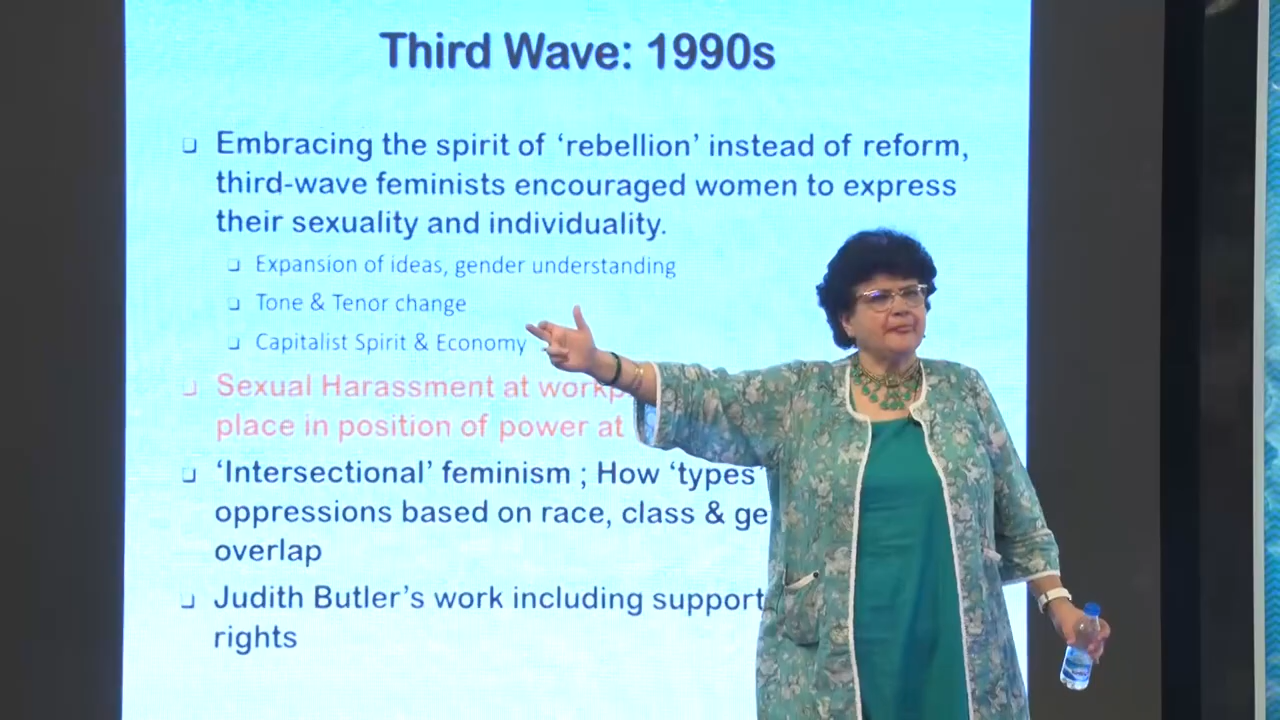 Third Wave: 1990s
Embracing the spirit of ‘rebellion’ instead of reform,
third-wave feminists encouraged women to express
their sexuality and individuality.
Expansion of ideas, gender understanding
Tone & Tenor change
Capitalist Spirit & Economy
Sexual Harassment at
place in position of power at
‘Intersectional’ feminism ; How ‘types’
oppressions based on race, class &
overlap
Judith Butler’s work including support
rights